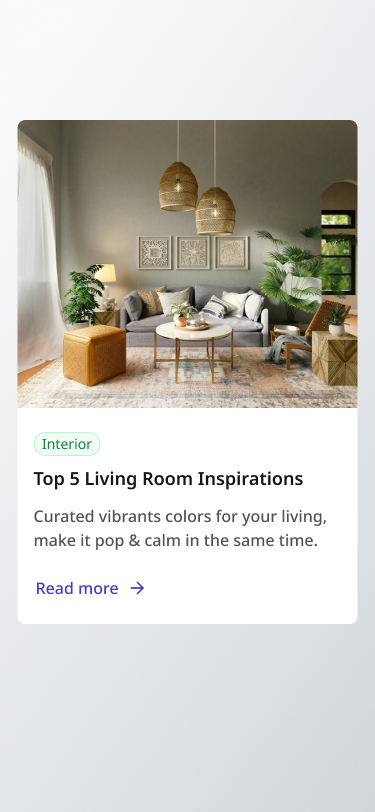 Interior
Top 5 Living Room Inspirations
Curated vibrants colors for your living,
make it pop & calm in the same time.
Read more